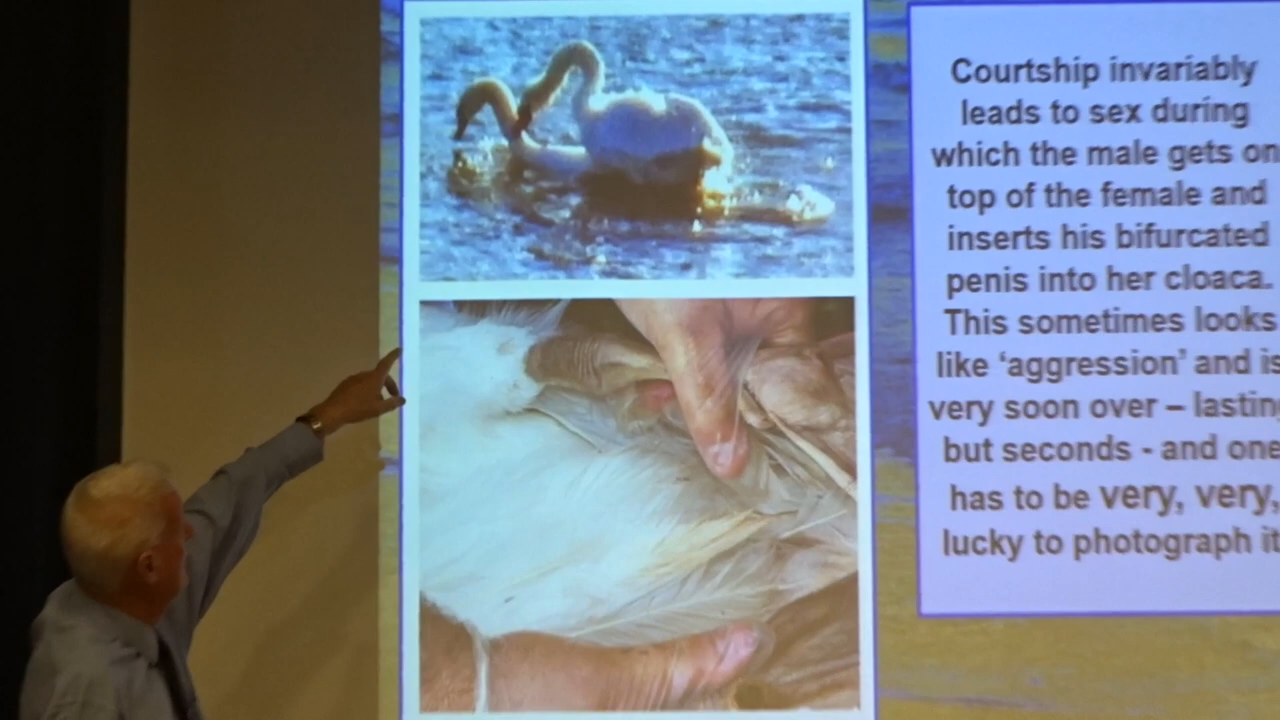 Courtship invariably
leads to sex during
which the male gets on
top of the female and
inserts his bifurcated
penis into her cloaca.
This sometimes looks
like ‘aggression’ and is
very soon over – lastin
but seconds - and one
has to be very, very,
lucky to photograph it